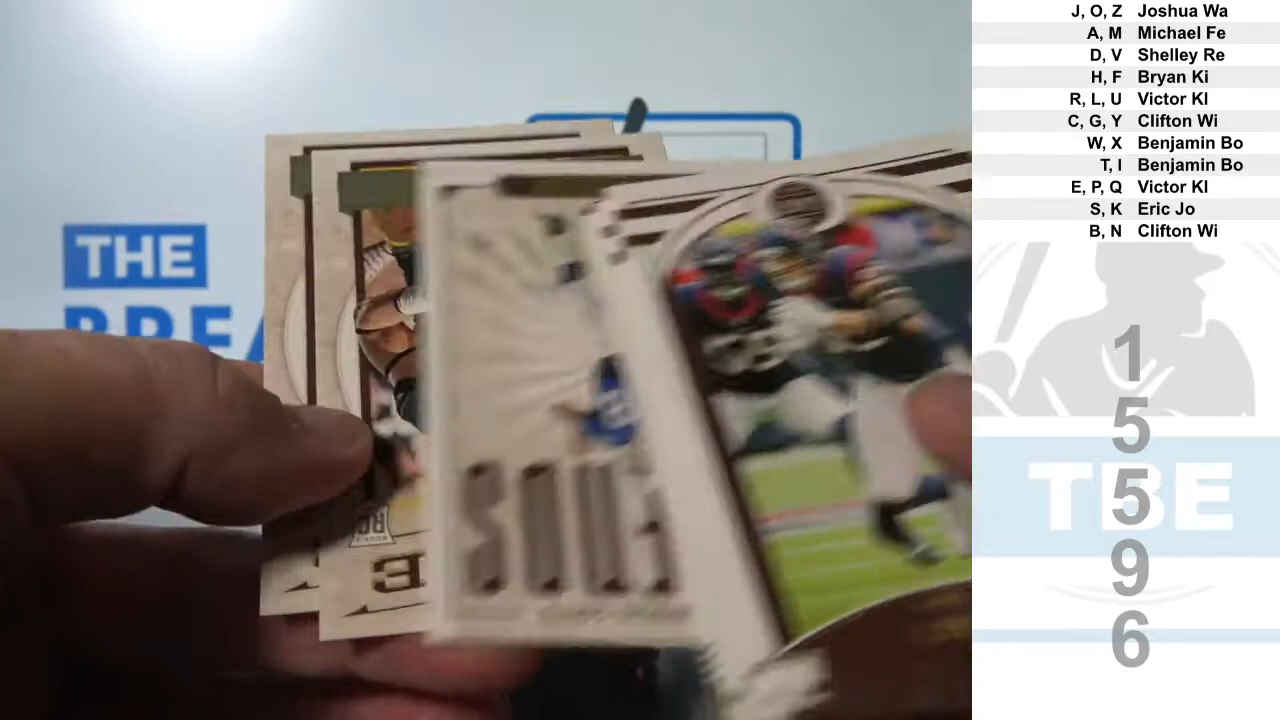 J, O, Z Joshua Wa
A, M Michael Fe
D, V Shelley Re
H, F Bryan Ki
R, L, U Victor Kl
C, G, Y Clifton Wi
W, X Benjamin Bo
T, I Benjamin Bo
E, P, Q Victor Kl
S, K Eric Jo
B, N Clifton Wi
THE
1
5
5
9
6
TBE
RC